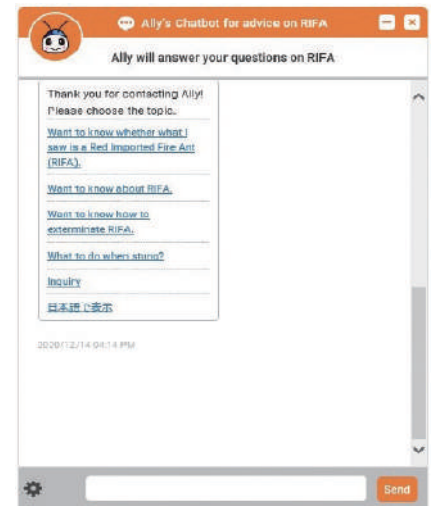 Ally's Chatbot for advice on RIFA
Ally will answer your questions on RIFA
Thank you for contacting Ally!
Please choose the topic.
Want to know whether what I
saw is a Red Imported Fire Ant
(RIFA).
Want to know about RIFA.
Want to know how to
exterminate RIFA.
What to do when stung?
Inquiry
日本語で表示
2020/12/14 04:14 PM
Send